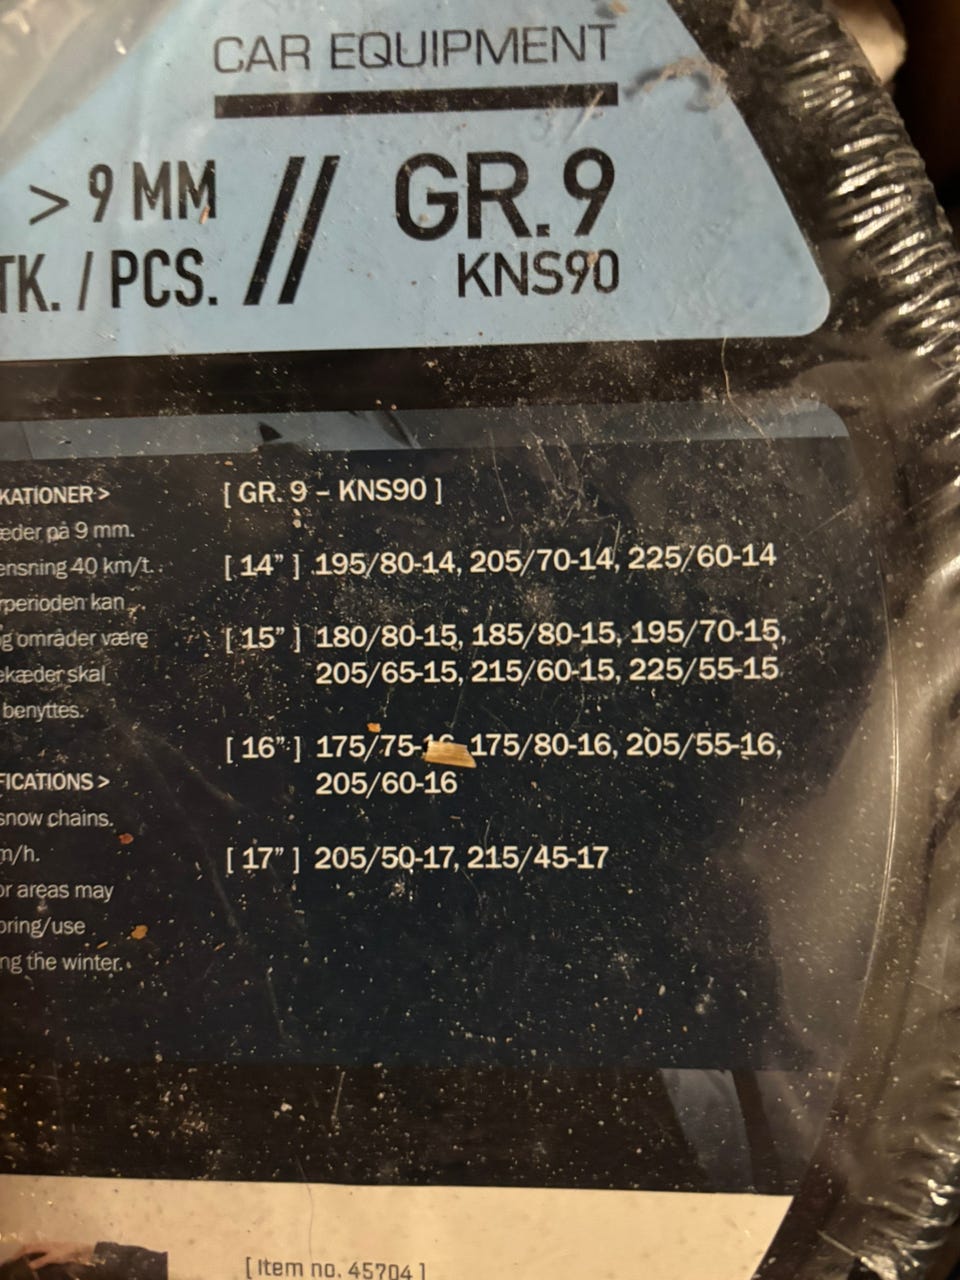 CAR EQUIPMENT
> 9 MM // GR. 9
TK. / PCS. KNS90
KATIONER>
æder på 9 mm.
ensning 40 km/t.
perioden kan
g områder være
ekæder skal
benyttes.
FICATIONS>
snow chains.
m/h.
or areas may
bring/use
ng the winter.
[ GR. 9 – KNS90 ]
[ 14” ] 195/80-14, 205/70-14, 225/60-14
[ 15” ] 180/80-15, 185/80-15, 195/70-15,
205/65-15, 215/60-15, 225/55-15
[ 16” ] 175/75-16, 175/80-16, 205/55-16,
205/60-16
[ 17” ] 205/50-17, 215/45-17
[ Item no. 45704 ]